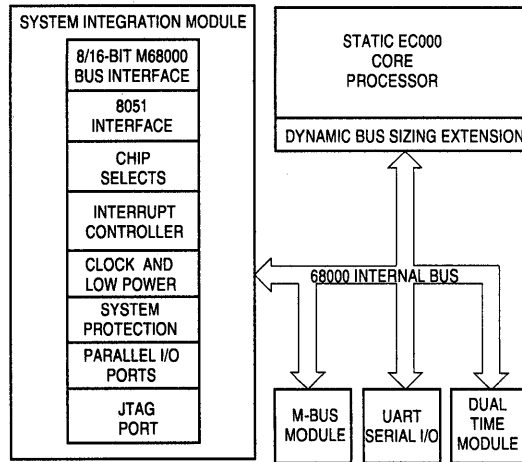 SYSTEM INTEGRATION MODULE
8/16-BIT M68000
BUS INTERFACE
8051
INTERFACE
CHIP
SELECTS
INTERRUPT
CONTROLLER
CLOCK AND
LOW POWER
SYSTEM
PROTECTION
PARALLEL I/O
PORTS
JTAG
PORT
STATIC EC000
CORE
PROCESSOR
DYNAMIC BUS SIZING EXTENSION
68000 INTERNAL BUS
M-BUS
MODULE
UART
SERIAL I/O
DUAL
TIME
MODULE